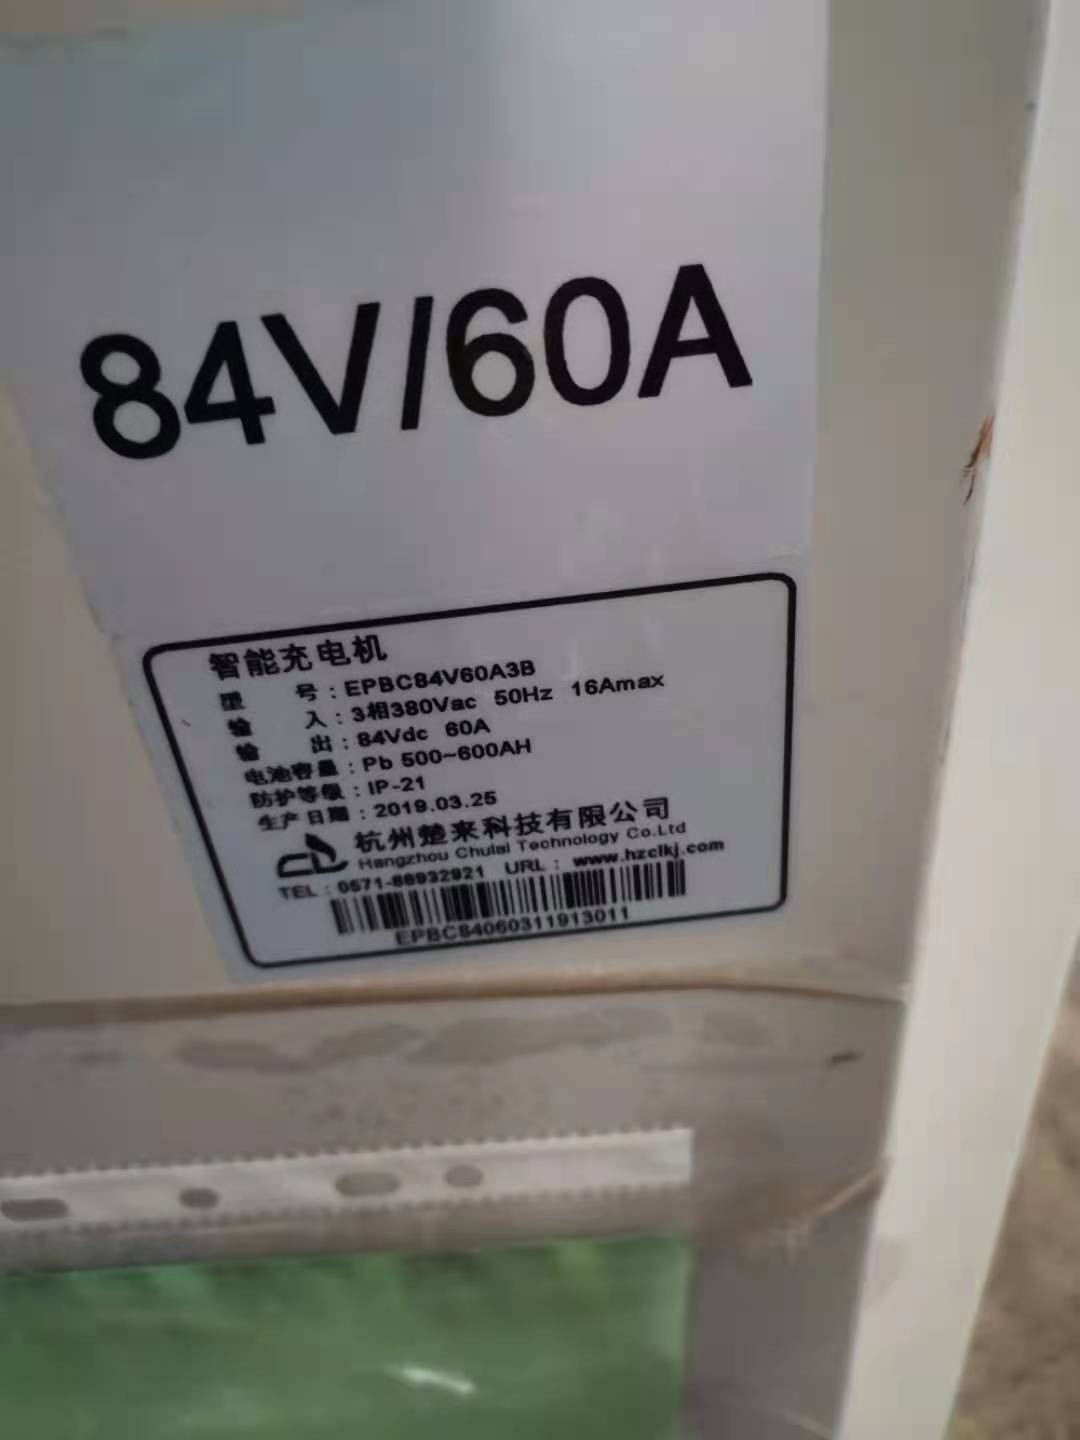 84V/60A
智能充电机
型 号：EPBC84V60A3B
输 入：3相380Vac 50Hz 16Amax
输 出：84Vdc 60A
电池容量：Pb 500~600AH
防护等级：IP-21
生产日期：2019.03.25
杭州楚来科技有限公司
Hangzhou Chulai Technology Co.Ltd
TEL：0571-86932921 URL：www.hzclkj.com
EPBC84060311913011